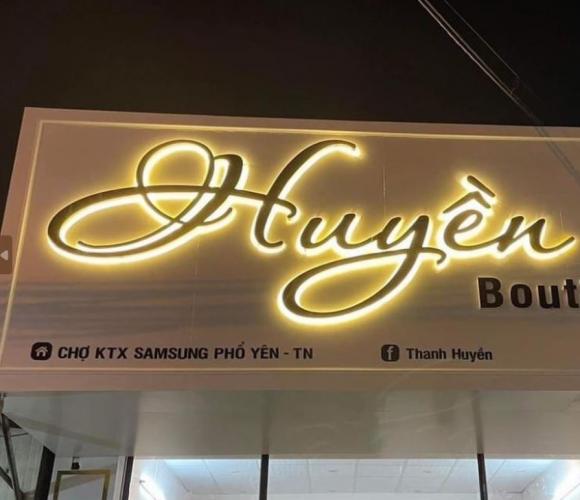 Huyền
Bout
CHỢ KTX SAMSUNG PHỔ YÊN - TN
Thanh Huyền